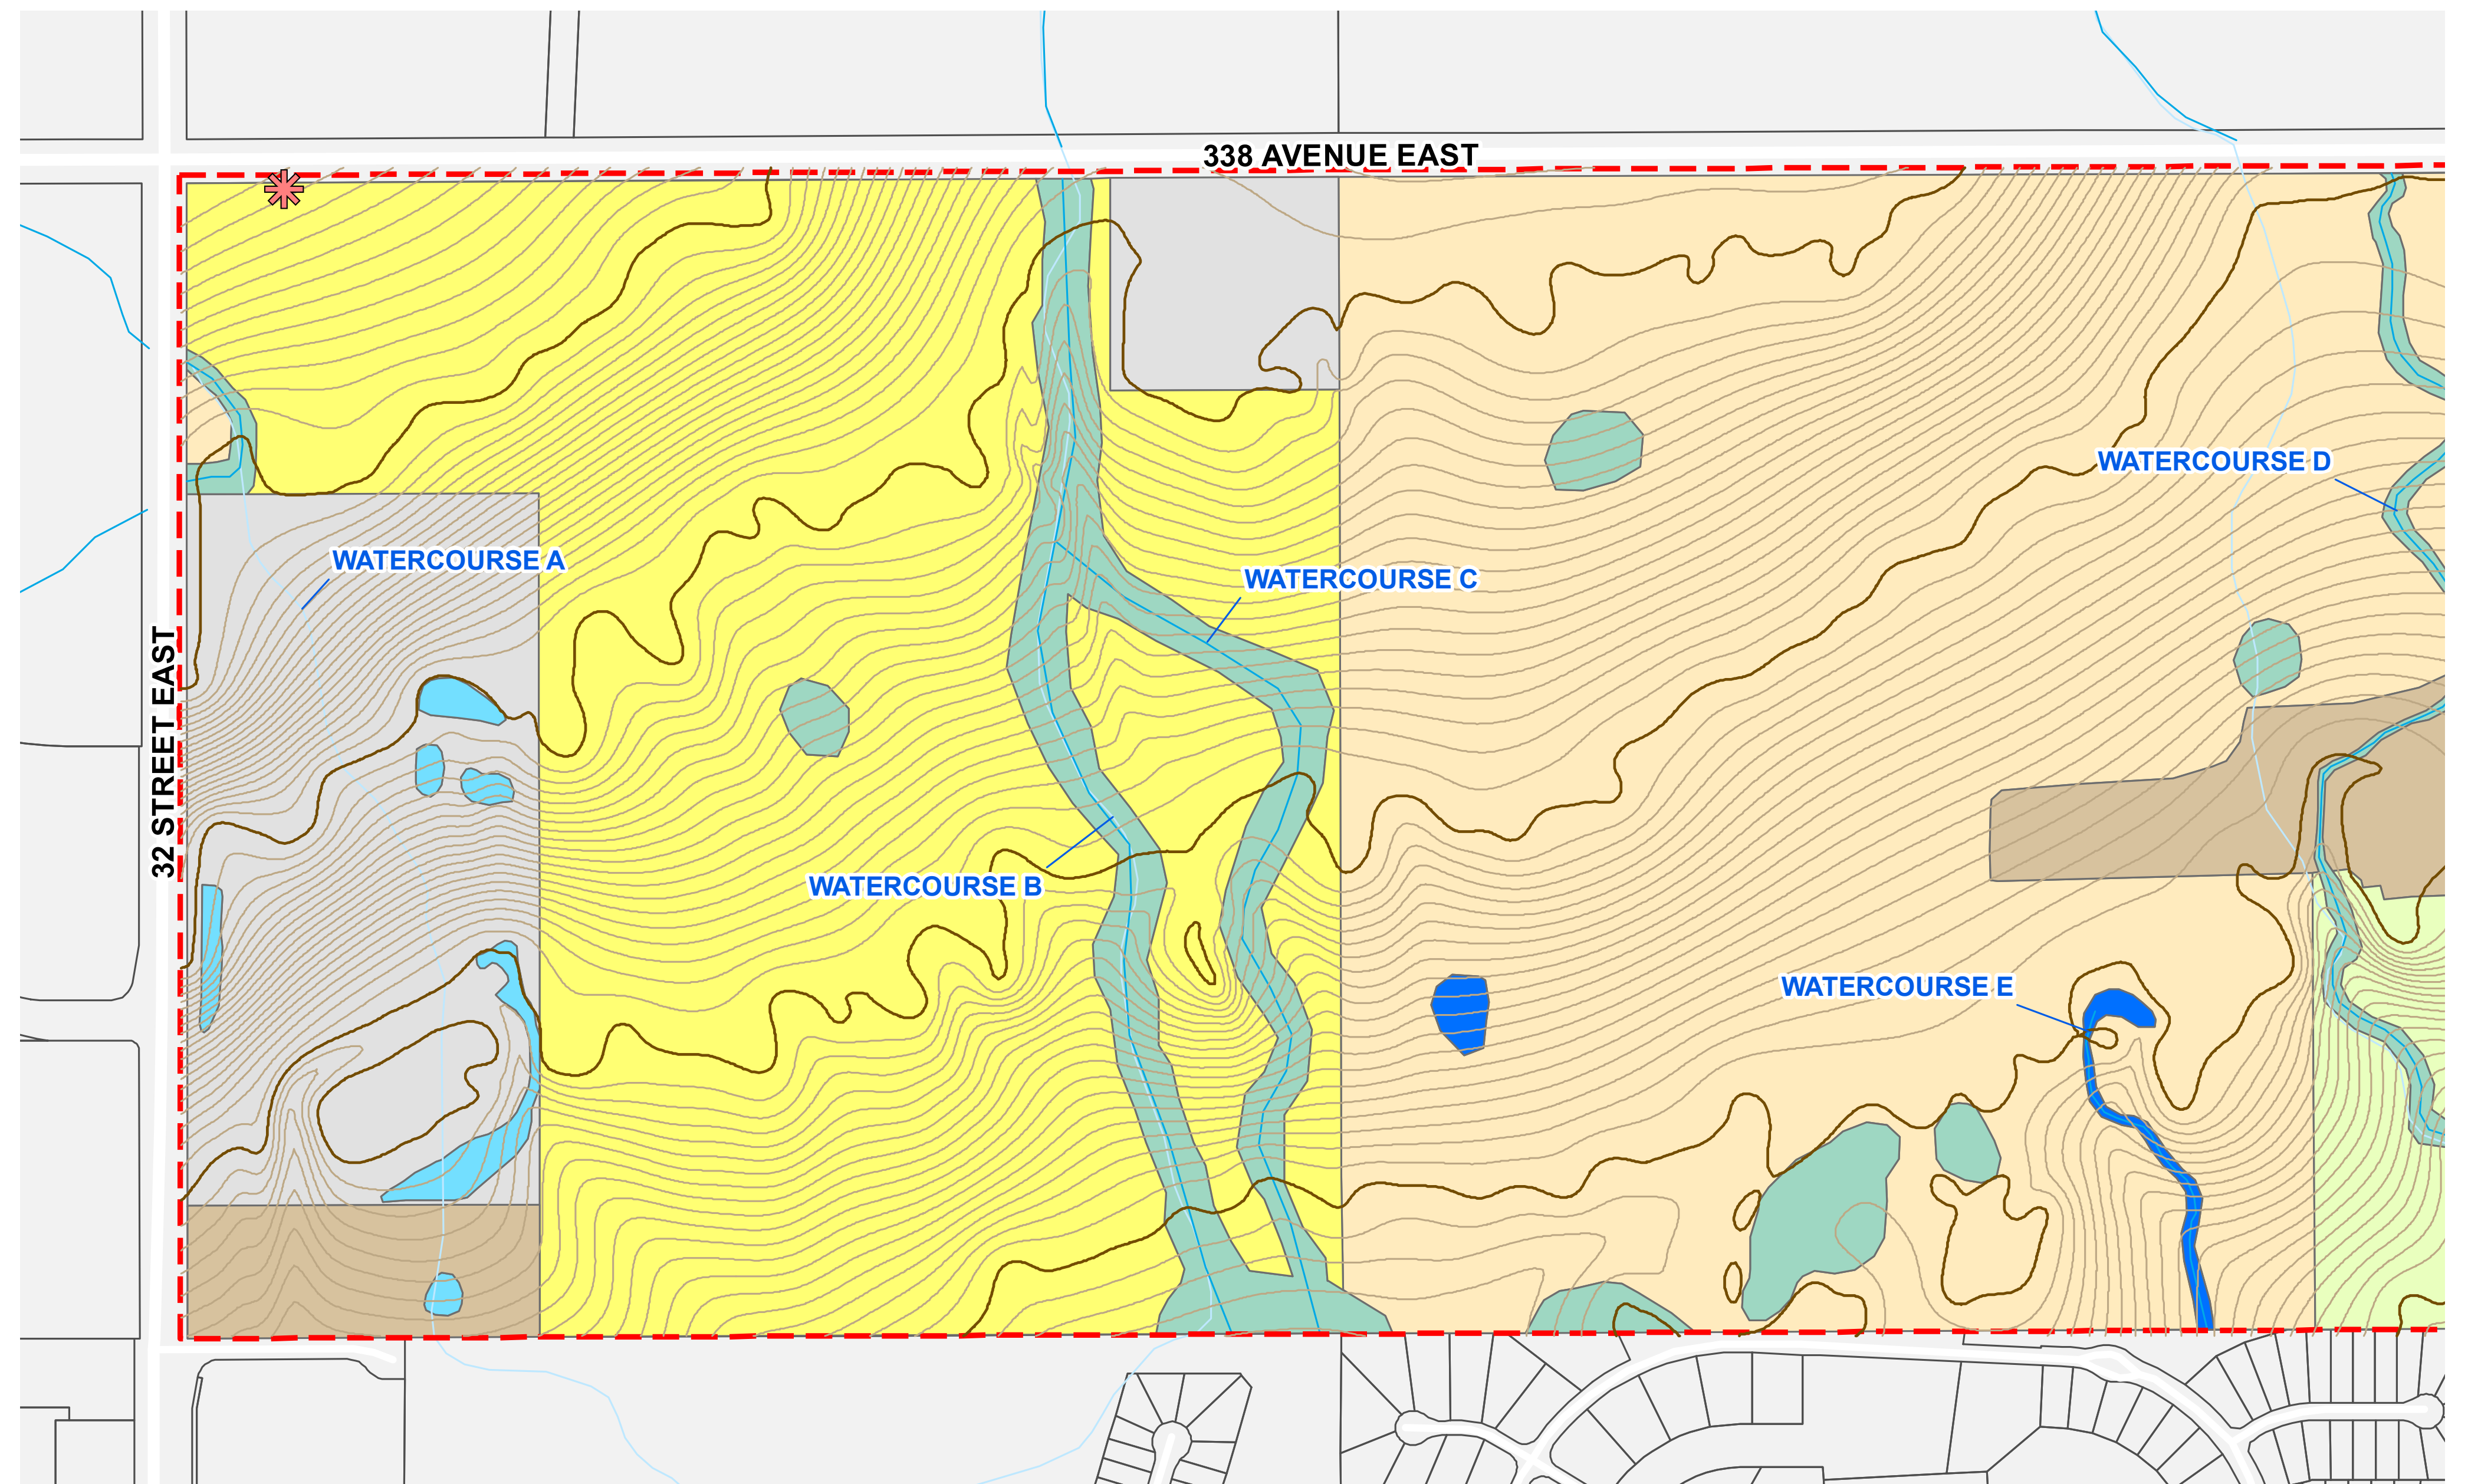 338 AVENUE EAST
WATERCOURSE D
WATERCOURSE A
WATERCOURSE C
32 STREET EAST
WATERCOURSE B
WATERCOURSE E